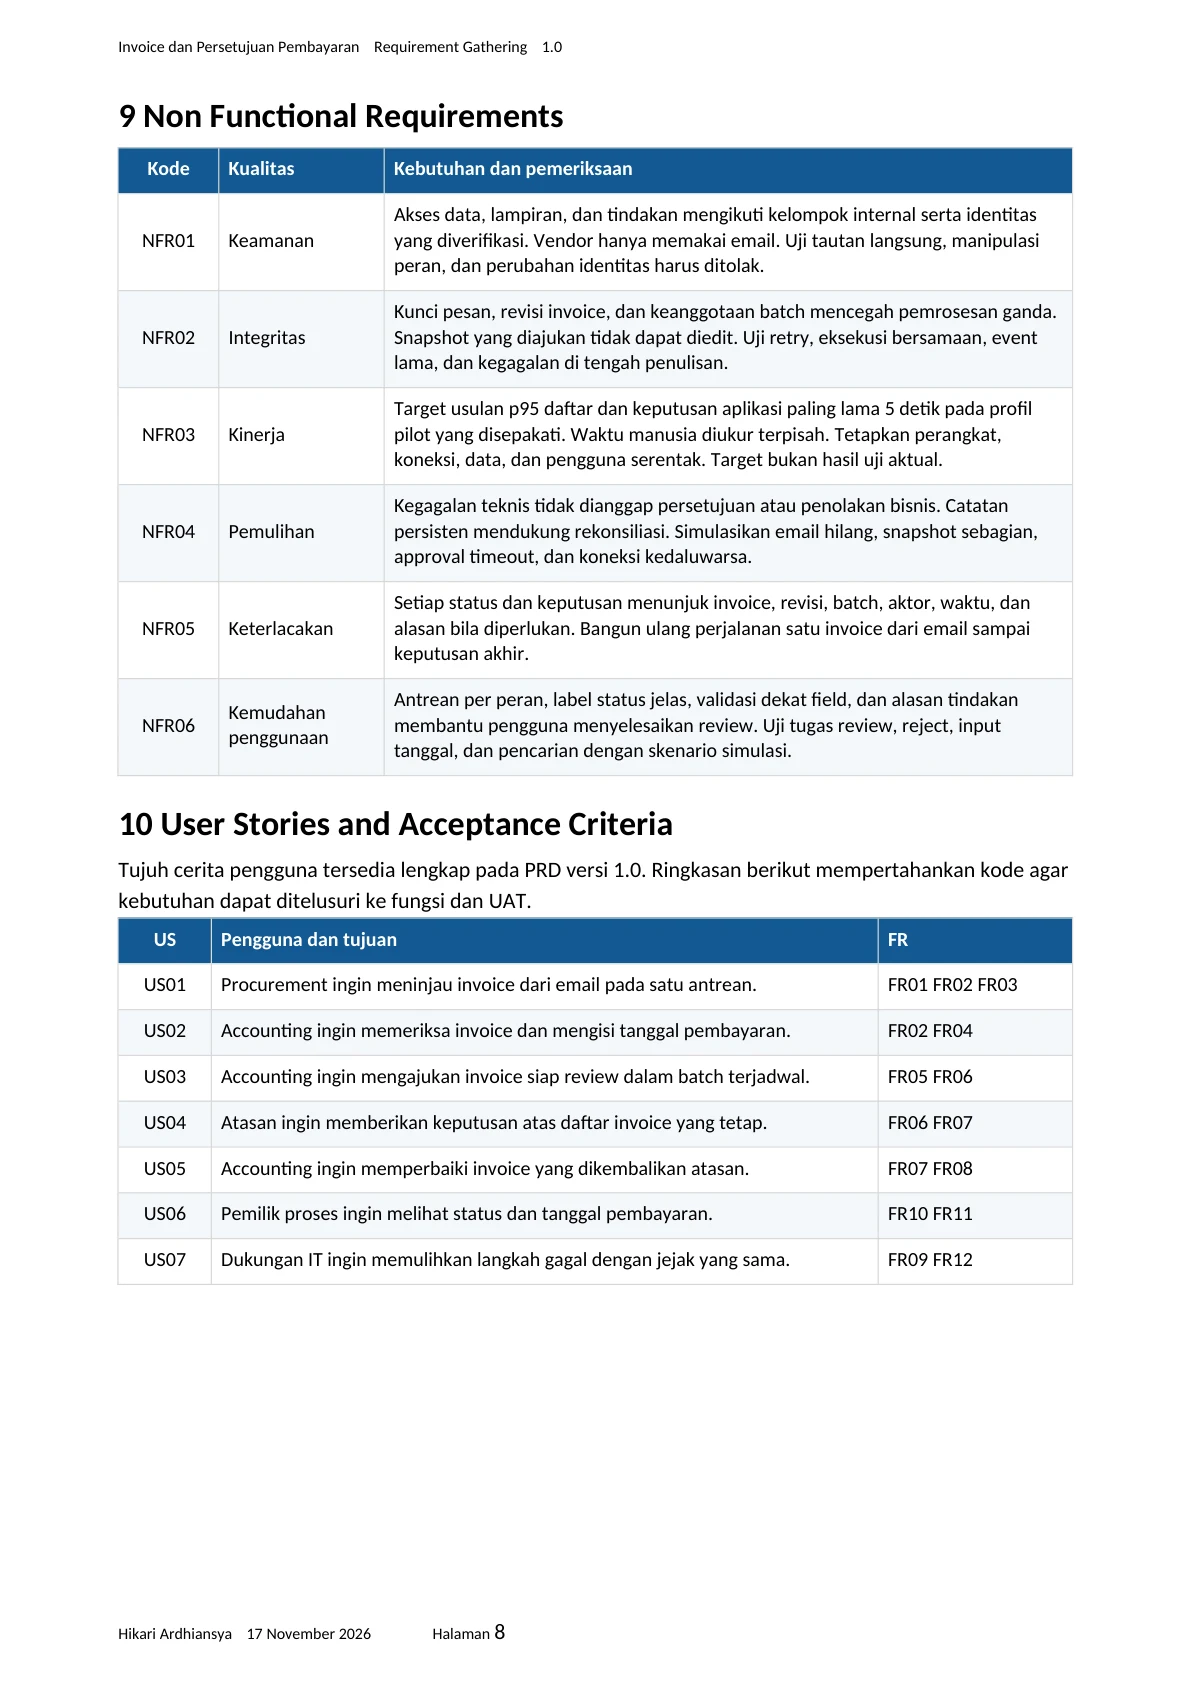 Invoice dan Persetujuan Pembayaran Requirement Gathering 1.0
9 Non Functional Requirements
Kode Kualitas Kebutuhan dan pemeriksaan
NFR01 Keamanan
Akses data, lampiran, dan tindakan mengikuti kelompok internal serta identitas
yang diverifikasi. Vendor hanya memakai email. Uji tautan langsung, manipulasi
peran, dan perubahan identitas harus ditolak.
NFR02 Integritas
Kunci pesan, revisi invoice, dan keanggotaan batch mencegah pemrosesan ganda.
Snapshot yang diajukan tidak dapat diedit. Uji retry, eksekusi bersamaan, event
lama, dan kegagalan di tengah penulisan.
NFR03 Kinerja
Target usulan p95 daftar dan keputusan aplikasi paling lama 5 detik pada profil
pilot yang disepakati. Waktu manusia diukur terpisah. Tetapkan perangkat,
koneksi, data, dan pengguna serentak. Target bukan hasil uji aktual.
NFR04 Pemulihan
Kegagalan teknis tidak dianggap persetujuan atau penolakan bisnis. Catatan
persisten mendukung rekonsiliasi. Simulasikan email hilang, snapshot sebagian,
approval timeout, dan koneksi kedaluwarsa.
NFR05 Keterlacakan
Setiap status dan keputusan menunjuk invoice, revisi, batch, aktor, waktu, dan
alasan bila diperlukan. Bangun ulang perjalanan satu invoice dari email sampai
keputusan akhir.
NFR06 Kemudahan
penggunaan
Antrean per peran, label status jelas, validasi dekat field, dan alasan tindakan
membantu pengguna menyelesaikan review. Uji tugas review, reject, input
tanggal, dan pencarian dengan skenario simulasi.
10 User Stories and Acceptance Criteria
Tujuh cerita pengguna tersedia lengkap pada PRD versi 1.0. Ringkasan berikut mempertahankan kode agar
kebutuhan dapat ditelusuri ke fungsi dan UAT.
US Pengguna dan tujuan FR
US01 Procurement ingin meninjau invoice dari email pada satu antrean. FR01 FR02 FR03
US02 Accounting ingin memeriksa invoice dan mengisi tanggal pembayaran. FR02 FR04
US03 Accounting ingin mengajukan invoice siap review dalam batch terjadwal. FR05 FR06
US04 Atasan ingin memberikan keputusan atas daftar invoice yang tetap. FR06 FR07
US05 Accounting ingin memperbaiki invoice yang dikembalikan atasan. FR07 FR08
US06 Pemilik proses ingin melihat status dan tanggal pembayaran. FR10 FR11
US07 Dukungan IT ingin memulihkan langkah gagal dengan jejak yang sama. FR09 FR12
Hikari Ardhiansya 17 November 2026 Halaman 8